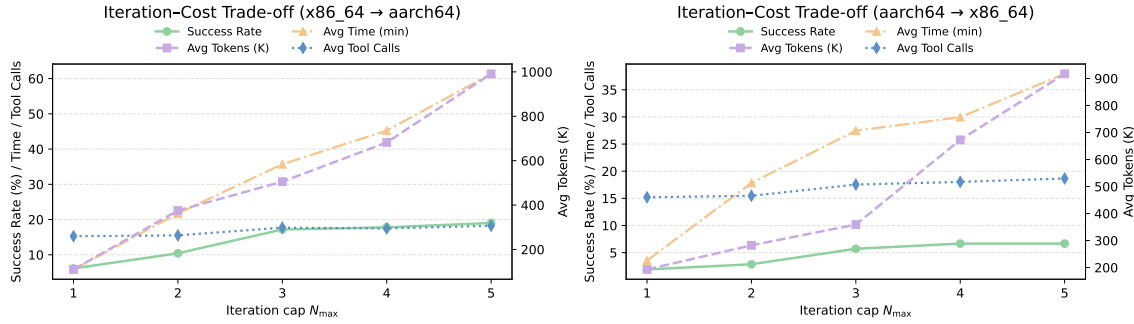 Iteration–Cost Trade-off (x86_64 → aarch64)
Success Rate
Avg Time (min)
Avg Tokens (K)
Avg Tool Calls
Success Rate (%) / Time / Tool Calls
60
50
40
30
20
10
1000
800
600
400
200
Avg Tokens (K)
1 2 3 4 5
Iteration cap Nmax
Iteration–Cost Trade-off (aarch64 → x86_64)
Success Rate
Avg Time (min)
Avg Tokens (K)
Avg Tool Calls
Success Rate (%) / Time / Tool Calls
35
30
25
20
15
10
5
900
800
700
600
500
400
300
200
Avg Tokens (K)
1 2 3 4 5
Iteration cap Nmax